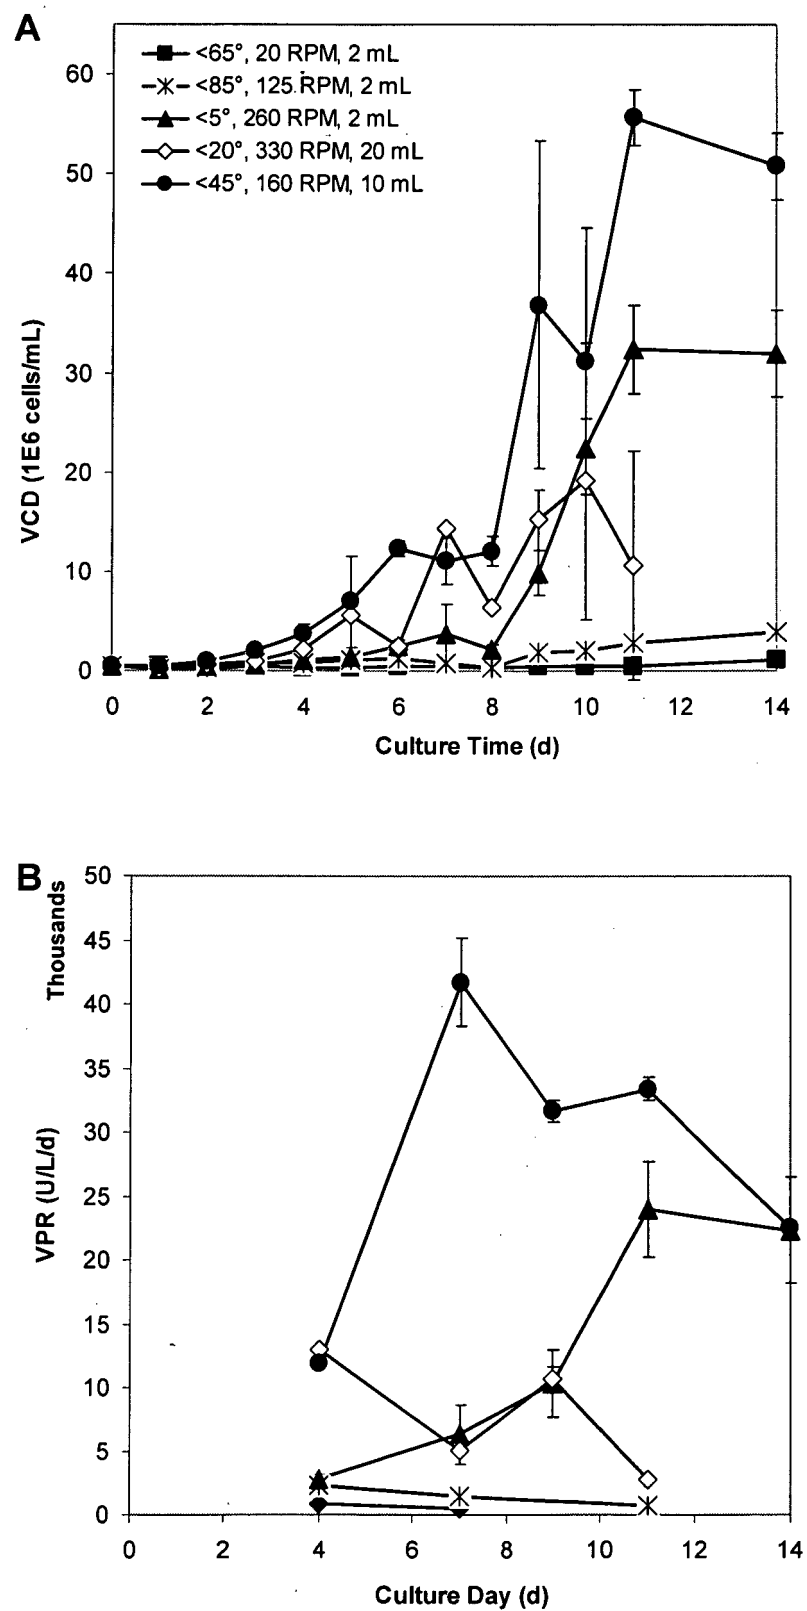 A
<65°, 20 RPM, 2 mL
<85°, 125 RPM, 2 mL
<5°, 260 RPM, 2 mL
<20°, 330 RPM, 20 mL
<45°, 160 RPM, 10 mL
60
50
40
30
20
10
0
VCD (1E6 cells/mL)
0 2 4 6 8 10 12 14
Culture Time (d)
B
Thousands
50
45
40
35
30
25
20
15
10
5
0
VPR (U/L/d)
0 2 4 6 8 10 12 14
Culture Day (d)